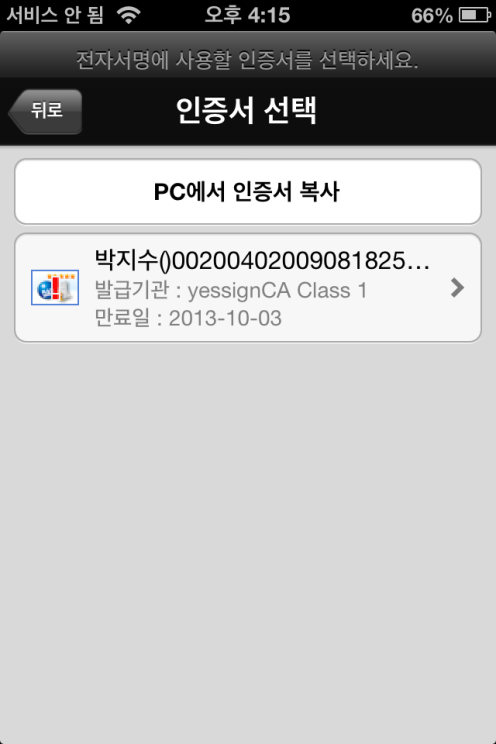 서비스 안 됨 오후 4:15 66%
전자서명에 사용할 인증서를 선택하세요.
뒤로 인증서 선택
PC에서 인증서 복사
박지수()00200402009081825...
발급기관 : yessignCA Class 1
만료일 : 2013-10-03